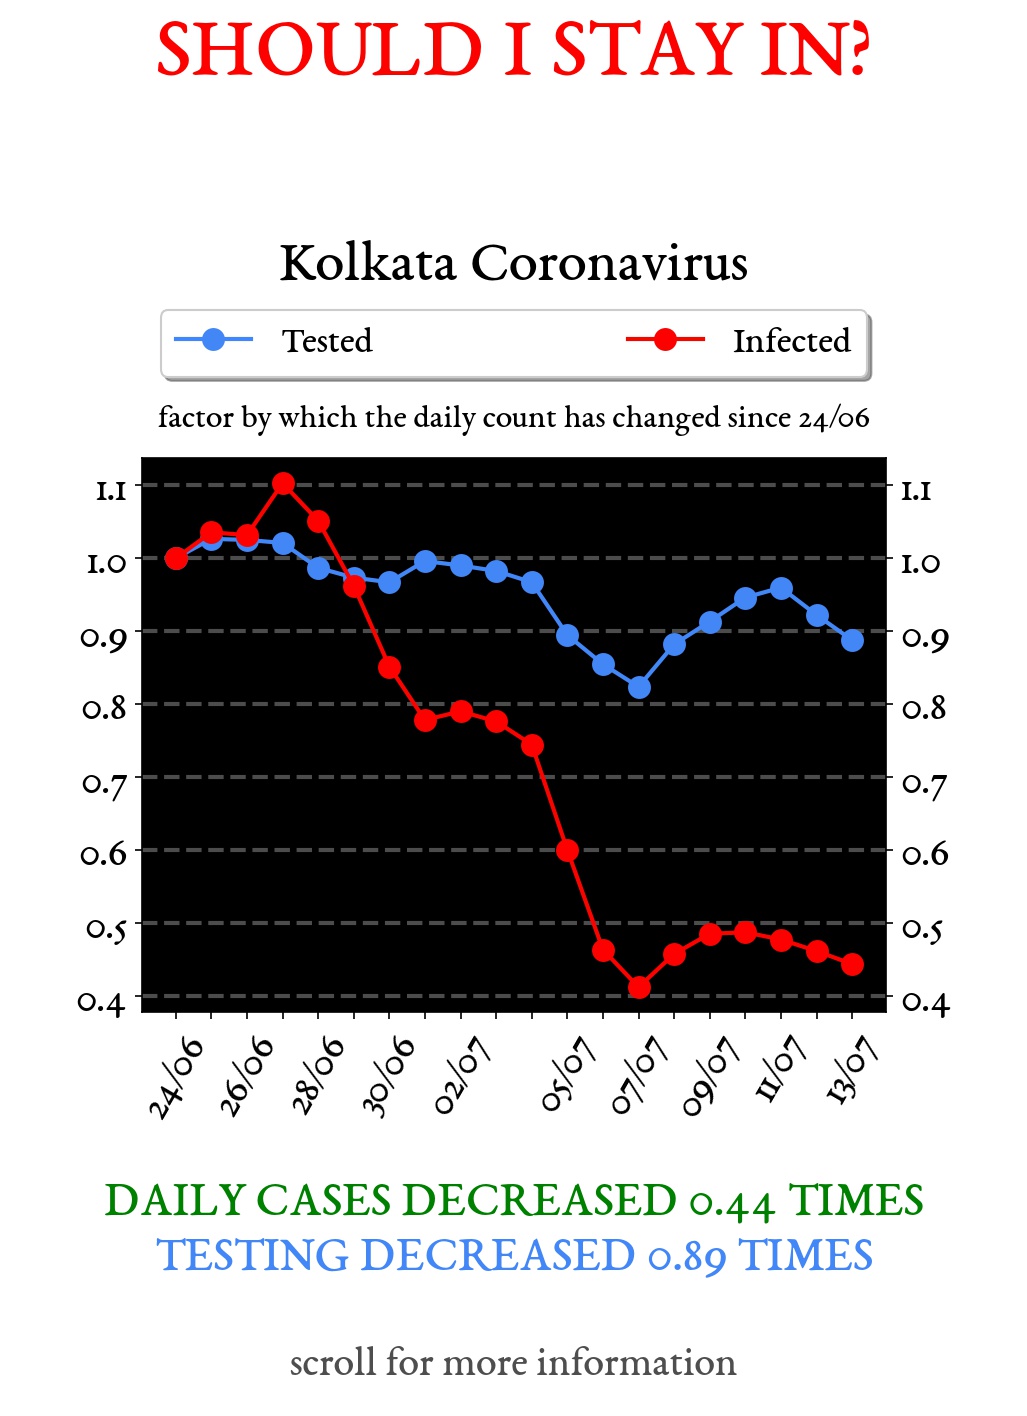 SHOULD I STAY IN?
Kolkata Coronavirus
Tested Infected
factor by which the daily count has changed since 24/06
1.1 1.1
1.0 1.0
0.9 0.9
0.8 0.8
0.7 0.7
0.6 0.6
0.5 0.5
0.4 0.4
24/06 26/06 28/06 30/06 02/07 05/07 07/07 09/07 11/07 13/07
DAILY CASES DECREASED 0.44 TIMES
TESTING DECREASED 0.89 TIMES
scroll for more information